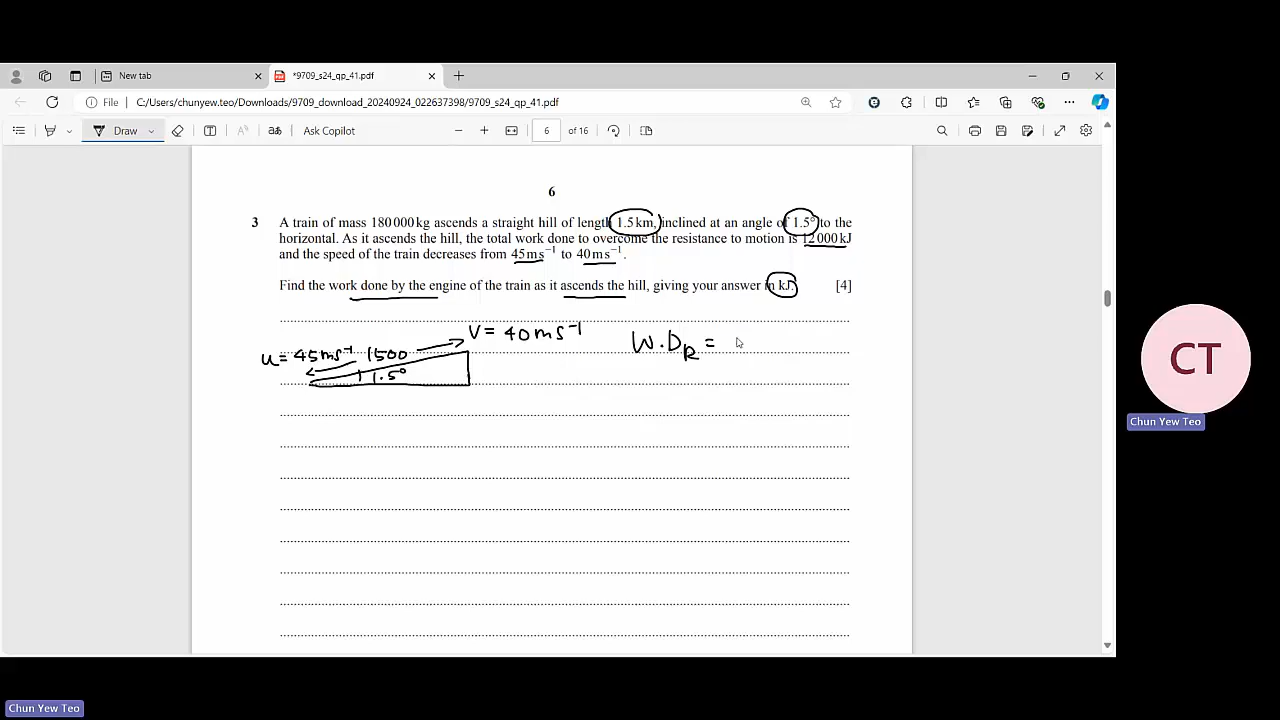 New tab
*9709_s24_qp_41.pdf
File
C:/Users/chunyew.teo/Downloads/9709_download_20240924_022637398/9709_s24_qp_41.pdf
Draw
Ask Copilot
6
of 16
6
3 A train of mass 180 000 kg ascends a straight hill of length 1.5 km, inclined at an angle of 1.5° to the
horizontal. As it ascends the hill, the total work done to overcome the resistance to motion is 12 000 kJ
and the speed of the train decreases from 45 m s⁻¹ to 40 m s⁻¹.
Find the work done by the engine of the train as it ascends the hill, giving your answer in kJ. [4]
V = 40ms⁻¹
W.D_R =
u = 45ms⁻¹ 1500
1.5°
CT
Chun Yew Teo
Chun Yew Teo